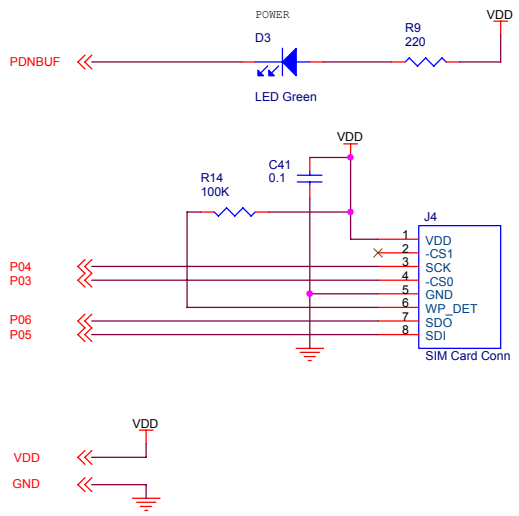 POWER
VDD
D3
R9
220
PDNBUF
LED Green
VDD
C41
0.1
R14
100K
J4
1 VDD
2 -CS1
P04 3 SCK
P03 4 -CS0
5 GND
6 WP_DET
P06 7 SDO
P05 8 SDI
SIM Card Conn
VDD
VDD
GND